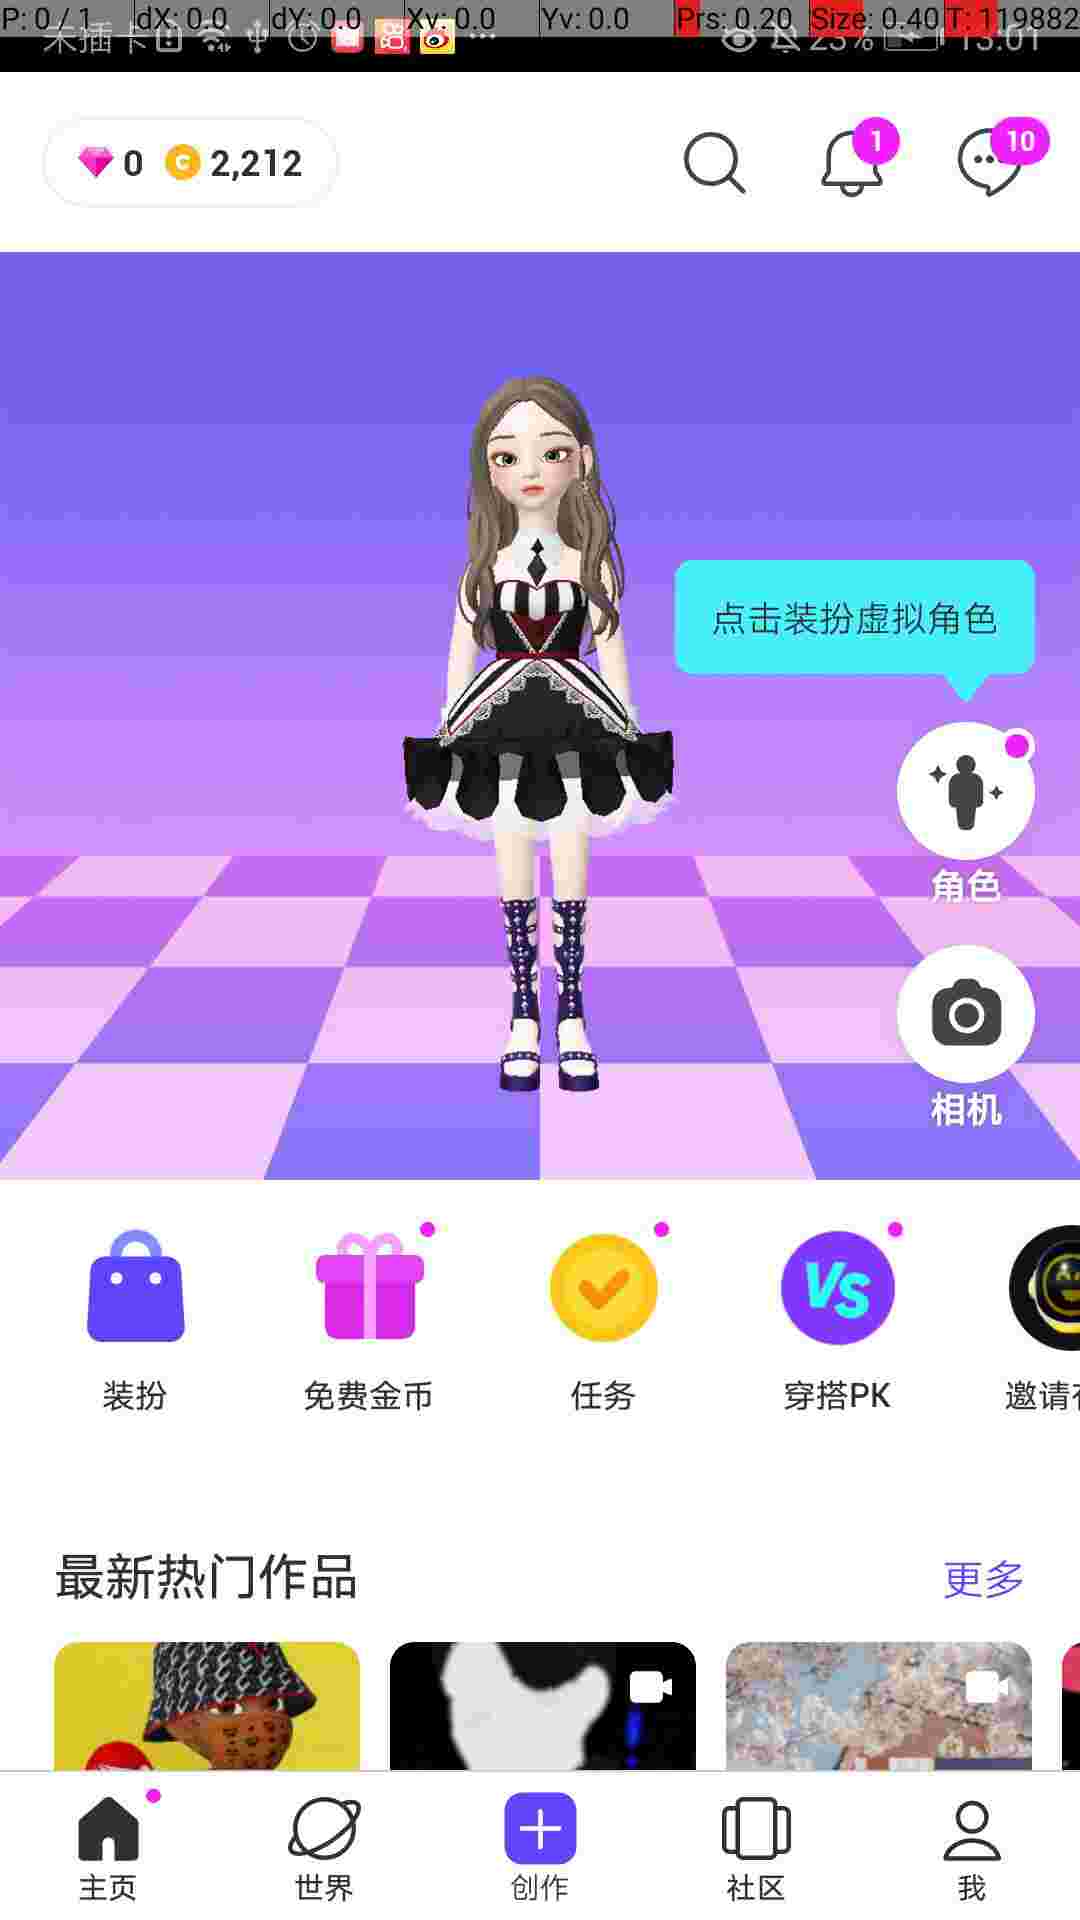 P: 0 / 1 dX: 0.0 dY: 0.0 Xv: 0.0 Yv: 0.0 Prs: 0.20 Size: 0.40 T: 119882
未插卡 23% 13:01
0 2,212 1 10
点击装扮虚拟角色
角色
相机
装扮 免费金币 任务 穿搭PK 邀请
最新热门作品 更多
主页 世界 创作 社区 我